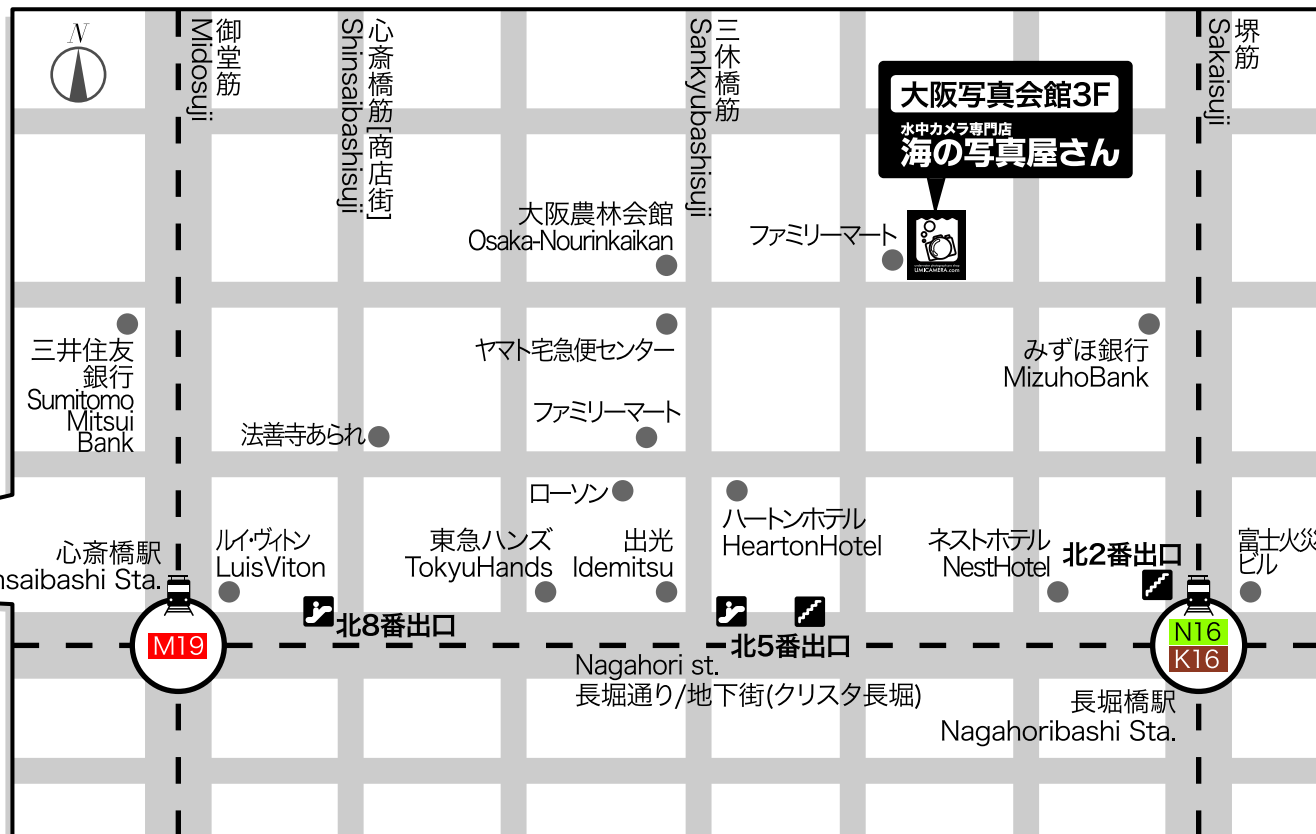 N
御堂筋
Midosuji
心斎橋筋[商店街]
Shinsaibashisuji
三休橋筋
Sankyubashisuji
堺筋
Sakaisuji
大阪写真会館3F
水中カメラ専門店
海の写真屋さん
大阪農林会館
Osaka-Nourinkaikan
ファミリーマート
UMICAMERA.com
三井住友
銀行
Sumitomo
Mitsui
Bank
ヤマト宅急便センター
みずほ銀行
MizuhoBank
ファミリーマート
法善寺あられ
ローソン
ハートンホテル
HeartonHotel
心斎橋駅
nsaibashi Sta.
ルイ・ヴィトン
LuisViton
東急ハンズ
TokyuHands
出光
Idemitsu
ネストホテル
NestHotel
北2番出口
富士火災
ビル
北8番出口
北5番出口
M19
N16
K16
Nagahori st.
長堀通り/地下街(クリスタ長堀)
長堀橋駅
Nagahoribashi Sta.